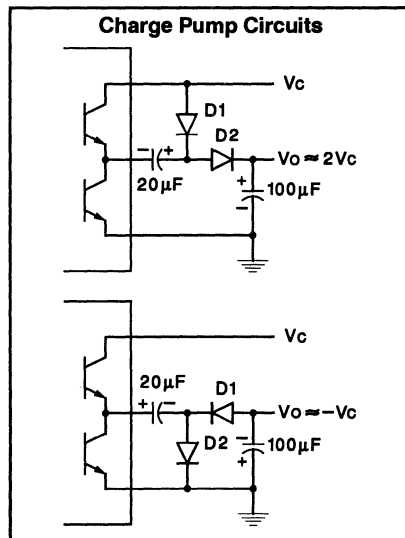 Charge Pump Circuits
Vc
D1
D2
- +
20µF
Vo ≈ 2Vc
+
100µF
-
Vc
20µF
+ -
D1
Vo ≈ -Vc
D2
-
100µF
+